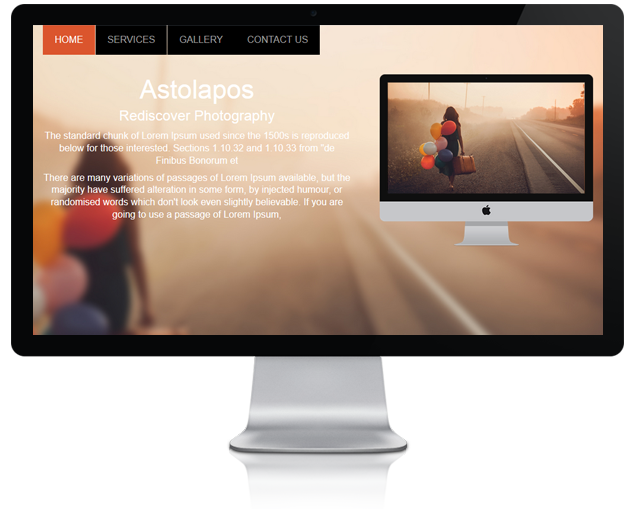 HOME SERVICES GALLERY CONTACT US
Astolapos
Rediscover Photography
The standard chunk of Lorem Ipsum used since the 1500s is reproduced
below for those interested. Sections 1.10.32 and 1.10.33 from "de
Finibus Bonorum et
There are many variations of passages of Lorem Ipsum available, but the
majority have suffered alteration in some form, by injected humour, or
randomised words which don't look even slightly believable. If you are
going to use a passage of Lorem Ipsum,